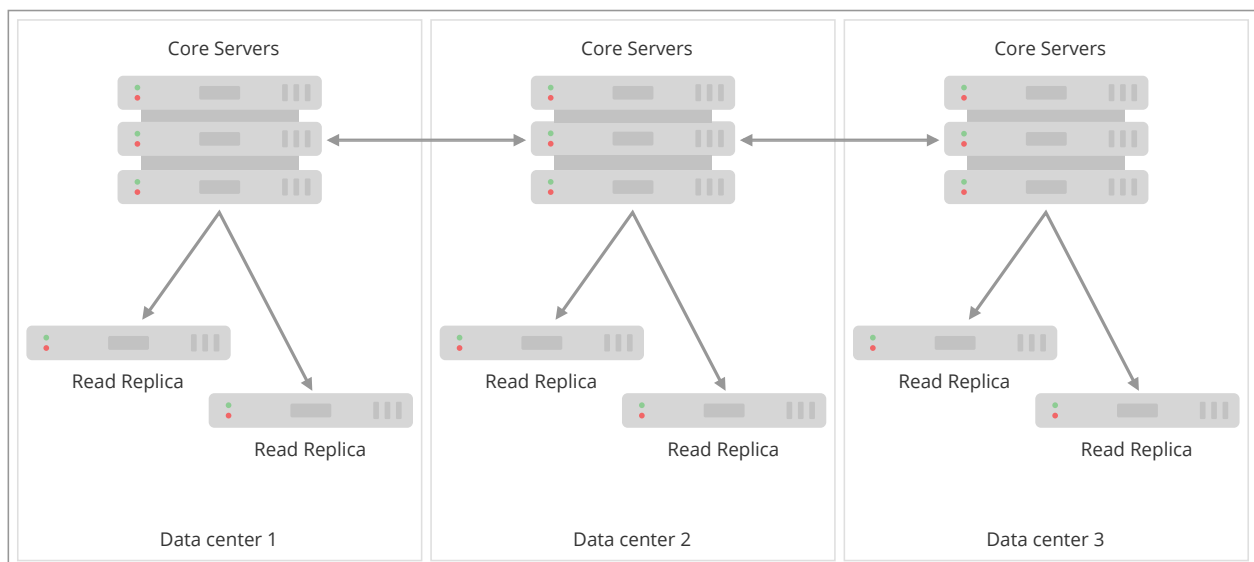 Core Servers
Core Servers
Core Servers
Read Replica
Read Replica
Read Replica
Read Replica
Read Replica
Read Replica
Data center 1
Data center 2
Data center 3